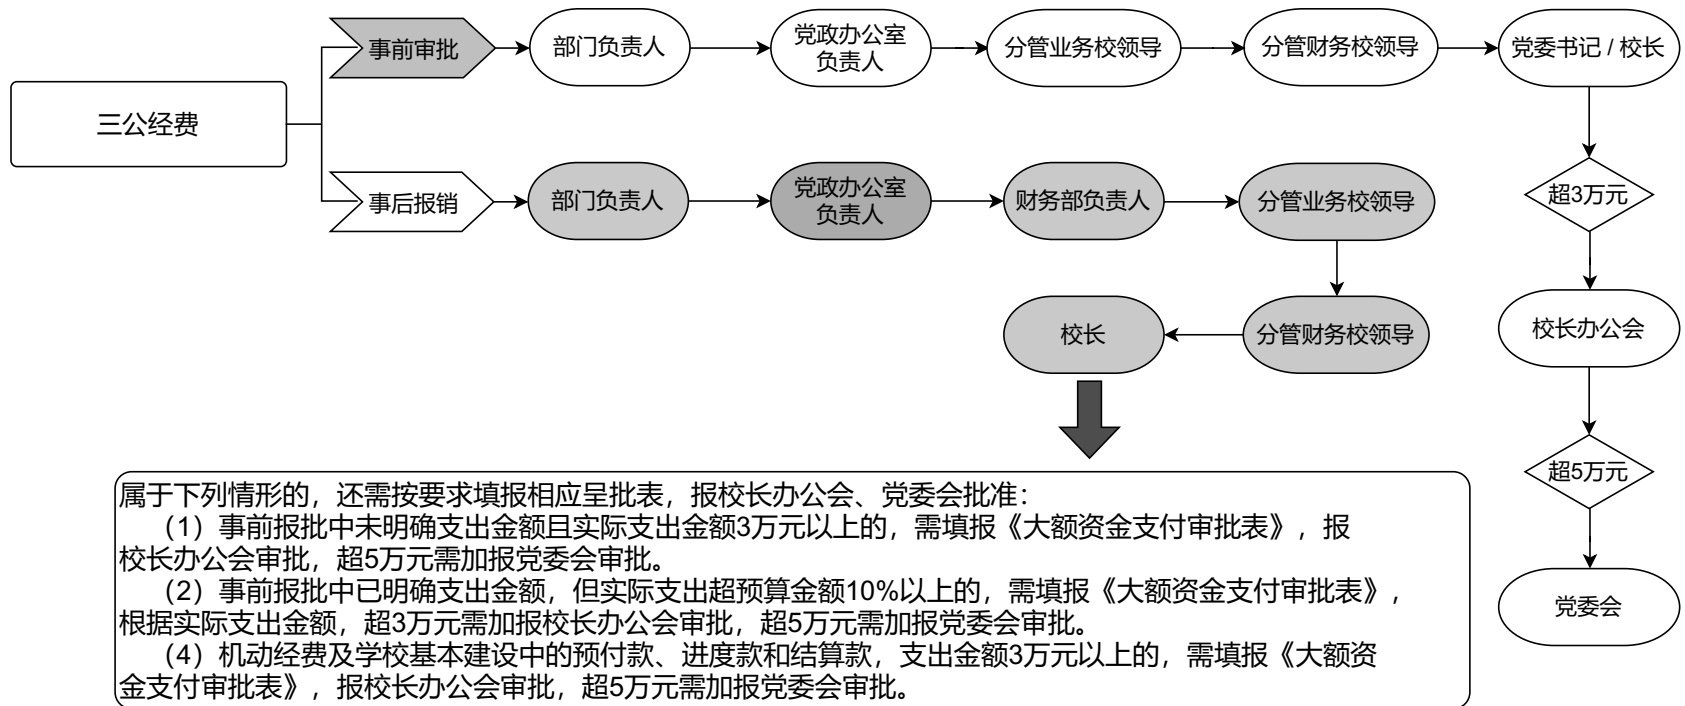 三公经费
事前审批
部门负责人
党政办公室
负责人
分管业务校领导
分管财务校领导
党委书记 / 校长
超3万元
校长办公会
超5万元
党委会
事后报销
部门负责人
党政办公室
负责人
财务部负责人
分管业务校领导
分管财务校领导
校长
属于下列情形的，还需按要求填报相应呈批表，报校长办公会、党委会批准：
（1）事前报批中未明确支出金额且实际支出金额3万元以上的，需填报《大额资金支付审批表》，报
校长办公会审批，超5万元需加报党委会审批。
（2）事前报批中已明确支出金额，但实际支出超预算金额10%以上的，需填报《大额资金支付审批表》，
根据实际支出金额，超3万元需加报校长办公会审批，超5万元需加报党委会审批。
（4）机动经费及学校基本建设中的预付款、进度款和结算款，支出金额3万元以上的，需填报《大额资
金支付审批表》，报校长办公会审批，超5万元需加报党委会审批。